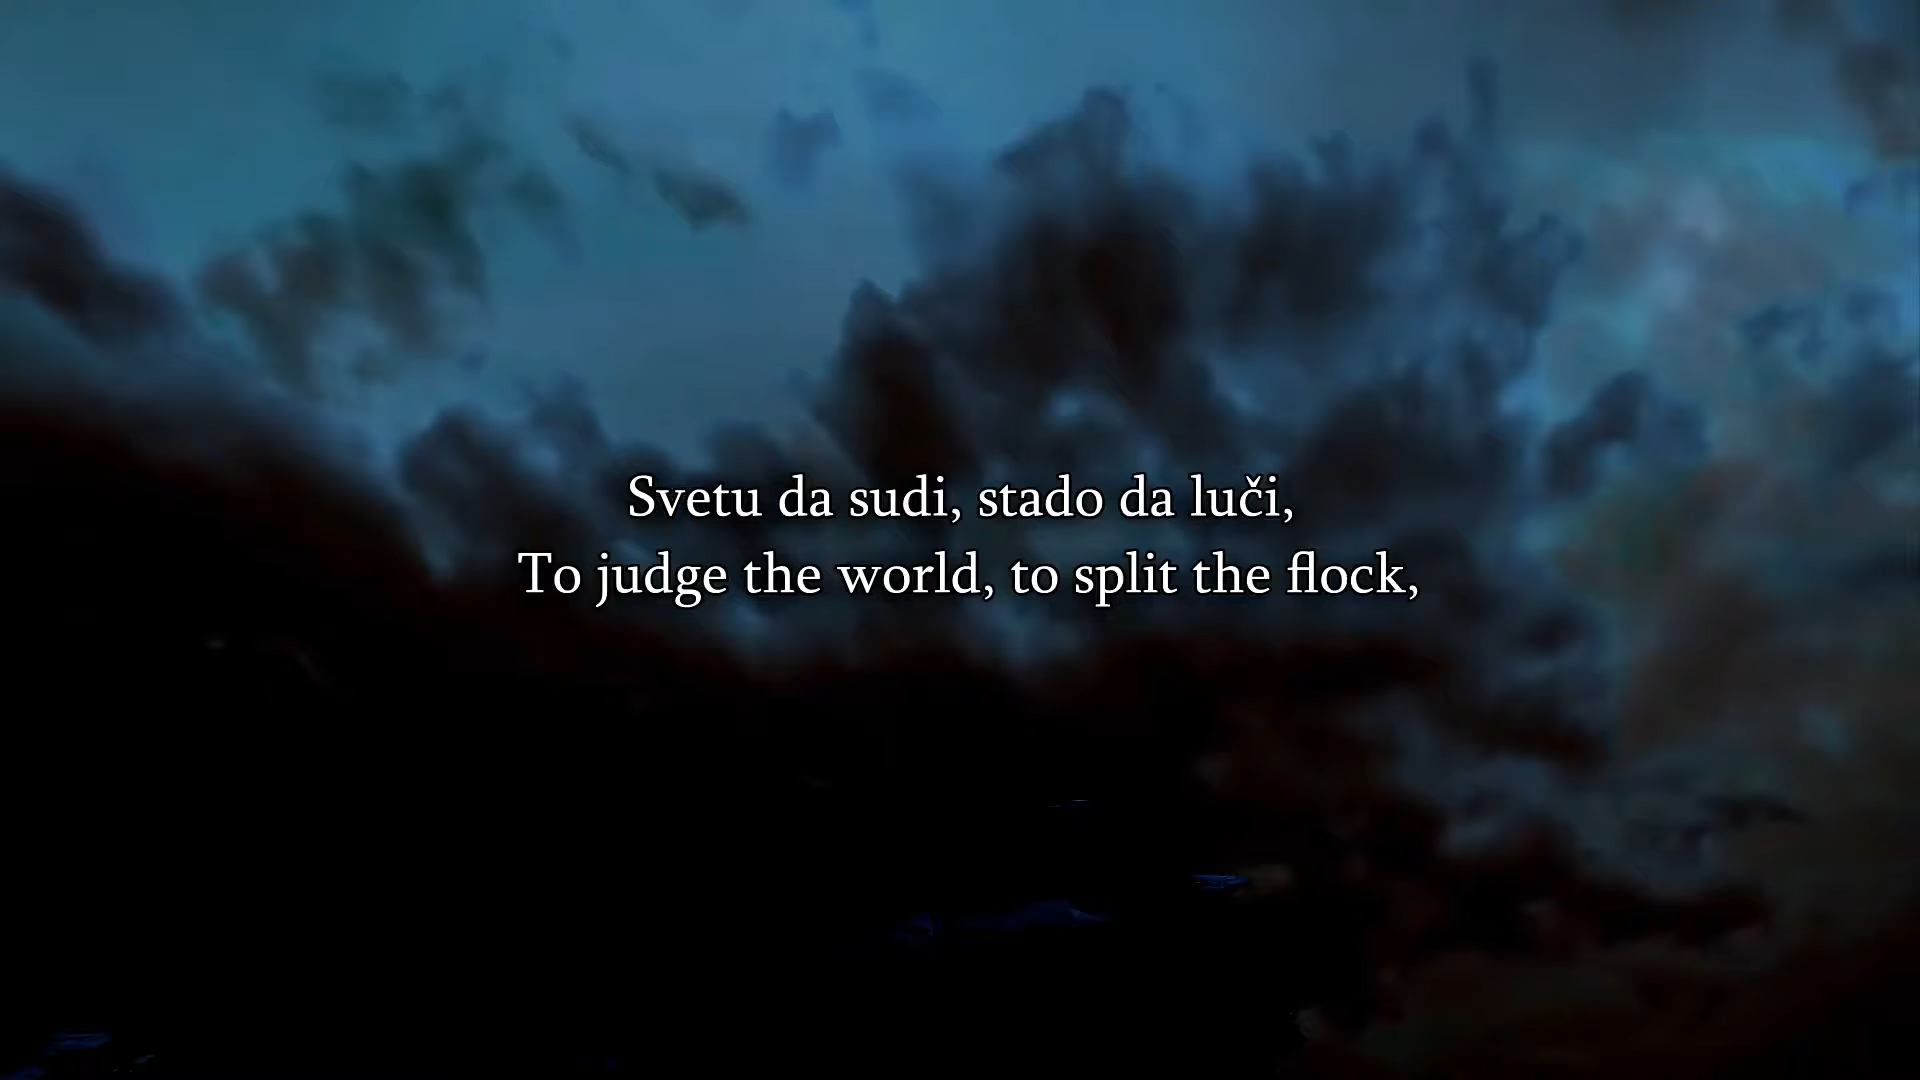 Svetu da sudi, stado da luči,
To judge the world, to split the flock,